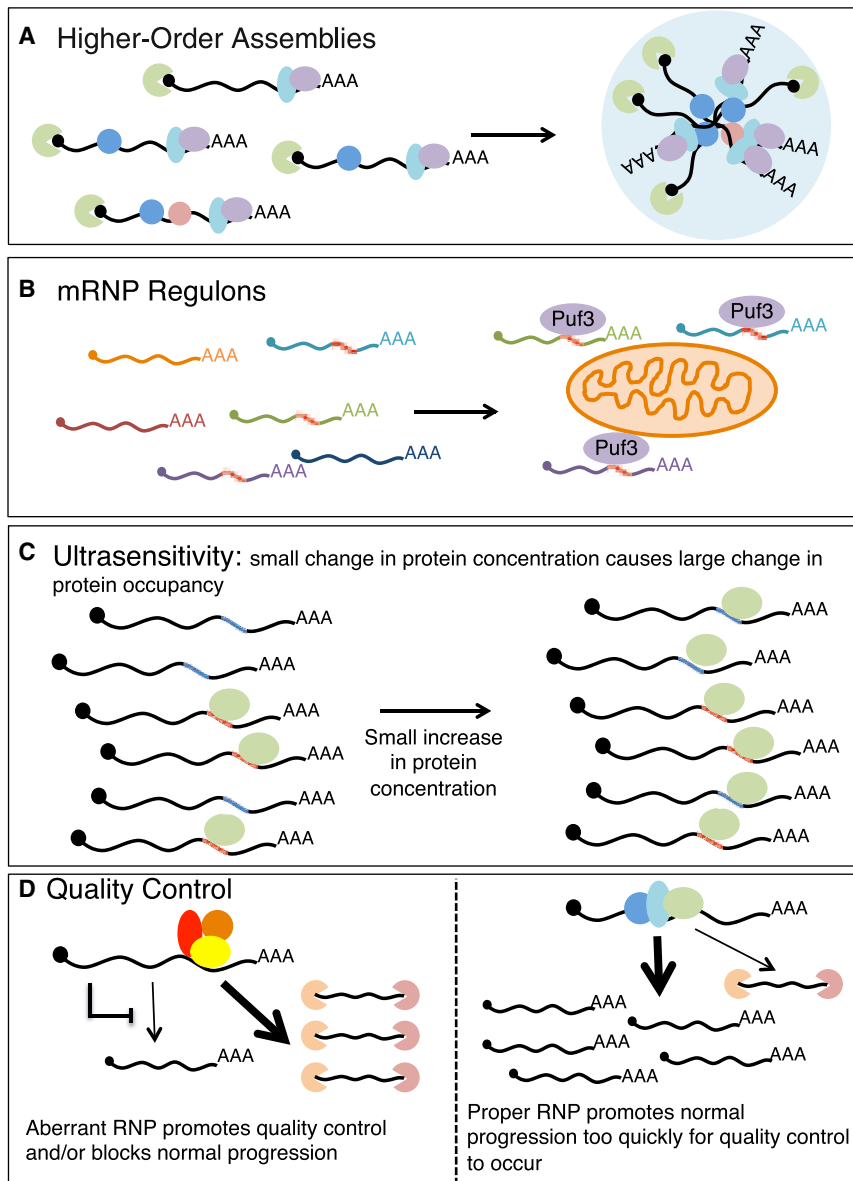 A Higher-Order Assemblies
AAA
AAA
AAA
AAA
AAA
AAA
AAA
AAAA
B mRNP Regulons
AAA
AAA
AAA
AAA
AAA
AAA
Puf3
AAA
Puf3
AAA
Puf3
AAA
C Ultrasensitivity: small change in protein concentration causes large change in
protein occupancy
AAA
AAA
AAA
AAA
AAA
AAA
Small increase
in protein
concentration
AAA
AAA
AAA
AAA
AAA
AAA
D Quality Control
AAA
AAA
Aberrant RNP promotes quality control
and/or blocks normal progression
AAA
AAA
AAA
AAA
AAA
AAA
Proper RNP promotes normal
progression too quickly for quality control
to occur